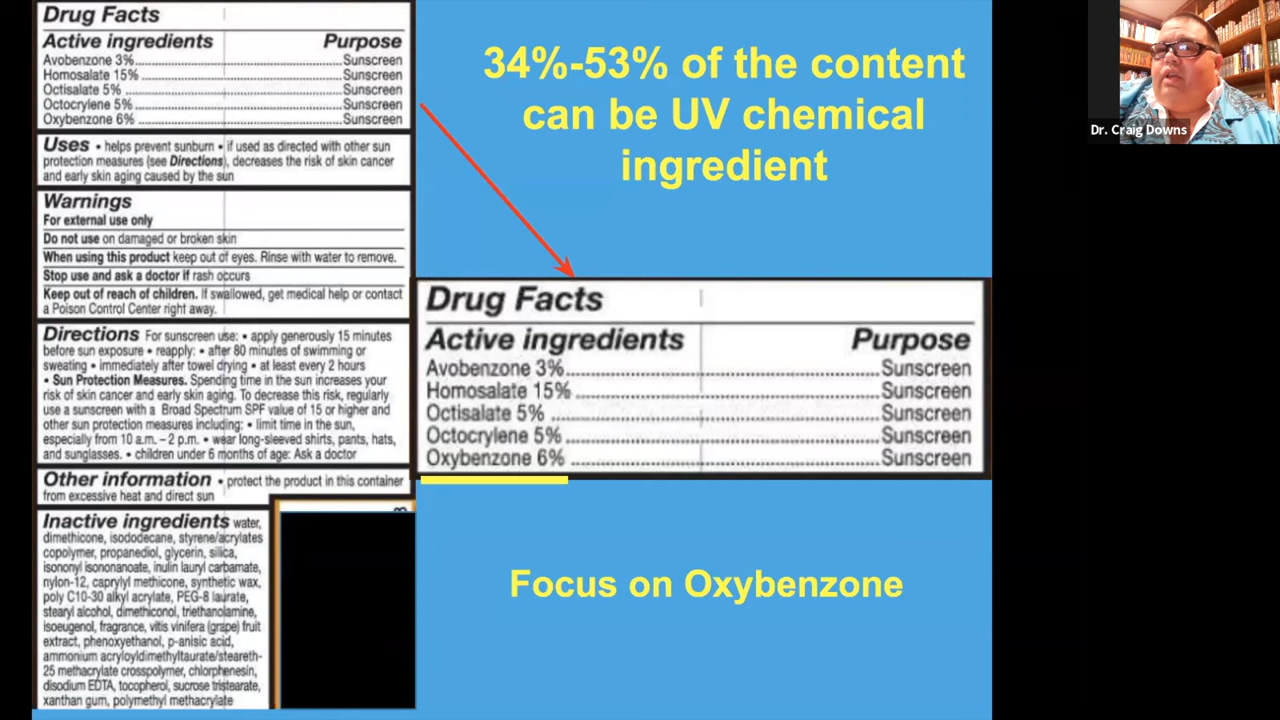 Drug Facts
Active ingredients Purpose
Avobenzone 3%..........Sunscreen
Homosalate 15%..........Sunscreen
Octisalate 5%..........Sunscreen
Octocrylene 5%..........Sunscreen
Oxybenzone 6%..........Sunscreen
Uses • helps prevent sunburn • if used as directed with other sun
protection measures (see Directions), decreases the risk of skin cancer
and early skin aging caused by the sun
Warnings
For external use only
Do not use on damaged or broken skin
When using this product keep out of eyes. Rinse with water to remove.
Stop use and ask a doctor if rash occurs
Keep out of reach of children. If swallowed, get medical help or contact
a Poison Control Center right away.
Directions For sunscreen use: • apply generously 15 minutes
before sun exposure • reapply: • after 80 minutes of swimming or
sweating • immediately after towel drying • at least every 2 hours
• Sun Protection Measures. Spending time in the sun increases your
risk of skin cancer and early skin aging. To decrease this risk, regularly
use a sunscreen with a Broad Spectrum SPF value of 15 or higher and
other sun protection measures including: • limit time in the sun,
especially from 10 a.m. – 2 p.m. • wear long-sleeved shirts, pants, hats,
and sunglasses. • children under 6 months of age: Ask a doctor
Other information • protect the product in this container
from excessive heat and direct sun
Inactive ingredients water,
dimethicone, isododecane, styrene/acrylates
copolymer, propanediol, glycerin, silica,
isononyl isononanoate, inulin lauryl carbamate,
nylon-12, caprylyl methicone, synthetic wax,
poly C10-30 alkyl acrylate, PEG-8 laurate,
stearyl alcohol, dimethiconol, triethanolamine,
isoeugenol, fragrance, vitis vinifera (grape) fruit
extract, phenoxyethanol, p-anisic acid,
ammonium acryloyldimethyltaurate/steareth-
25 methacrylate crosspolymer, chlorphenesin,
disodium EDTA, tocopherol, sucrose tristearate,
xanthan gum, polymethyl methacrylate
34%-53% of the content
can be UV chemical
ingredient
Drug Facts
Active ingredients Purpose
Avobenzone 3%..........Sunscreen
Homosalate 15%..........Sunscreen
Octisalate 5%..........Sunscreen
Octocrylene 5%..........Sunscreen
Oxybenzone 6%..........Sunscreen
Focus on Oxybenzone
Dr. Craig Downs